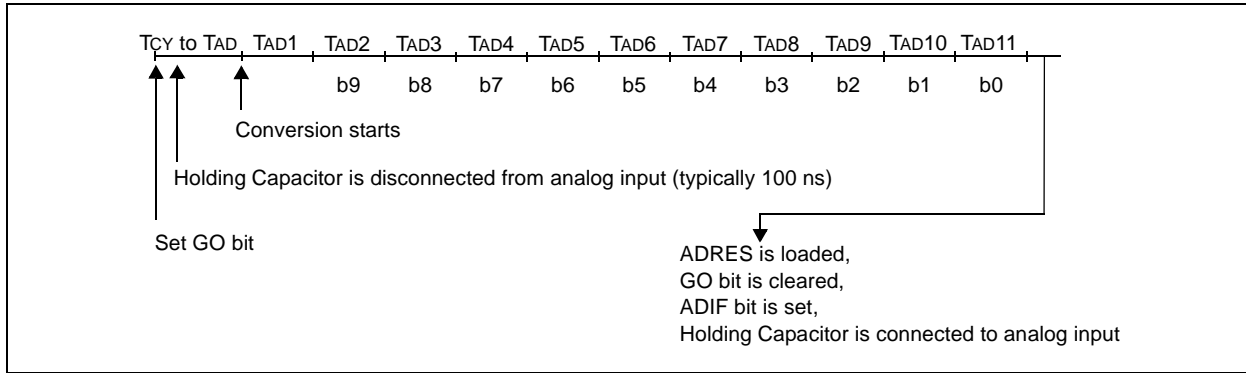 TCY to TAD TAD1 TAD2 TAD3 TAD4 TAD5 TAD6 TAD7 TAD8 TAD9 TAD10 TAD11
b9 b8 b7 b6 b5 b4 b3 b2 b1 b0
Conversion starts
Holding Capacitor is disconnected from analog input (typically 100 ns)
Set GO bit
ADRES is loaded,
GO bit is cleared,
ADIF bit is set,
Holding Capacitor is connected to analog input